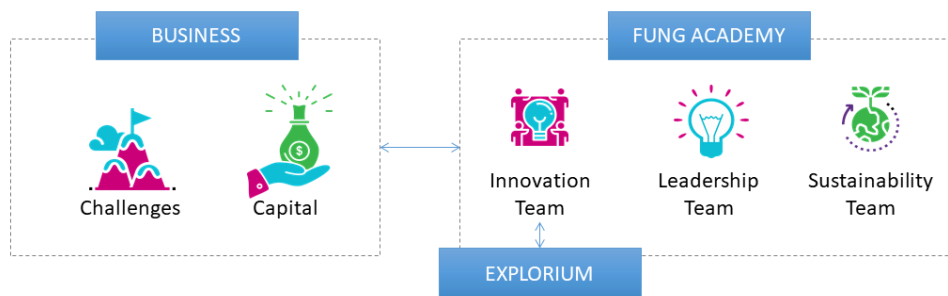 BUSINESS
FUNG ACADEMY
$
Challenges
Capital
Innovation
Team
Leadership
Team
Sustainability
Team
EXPLORIUM